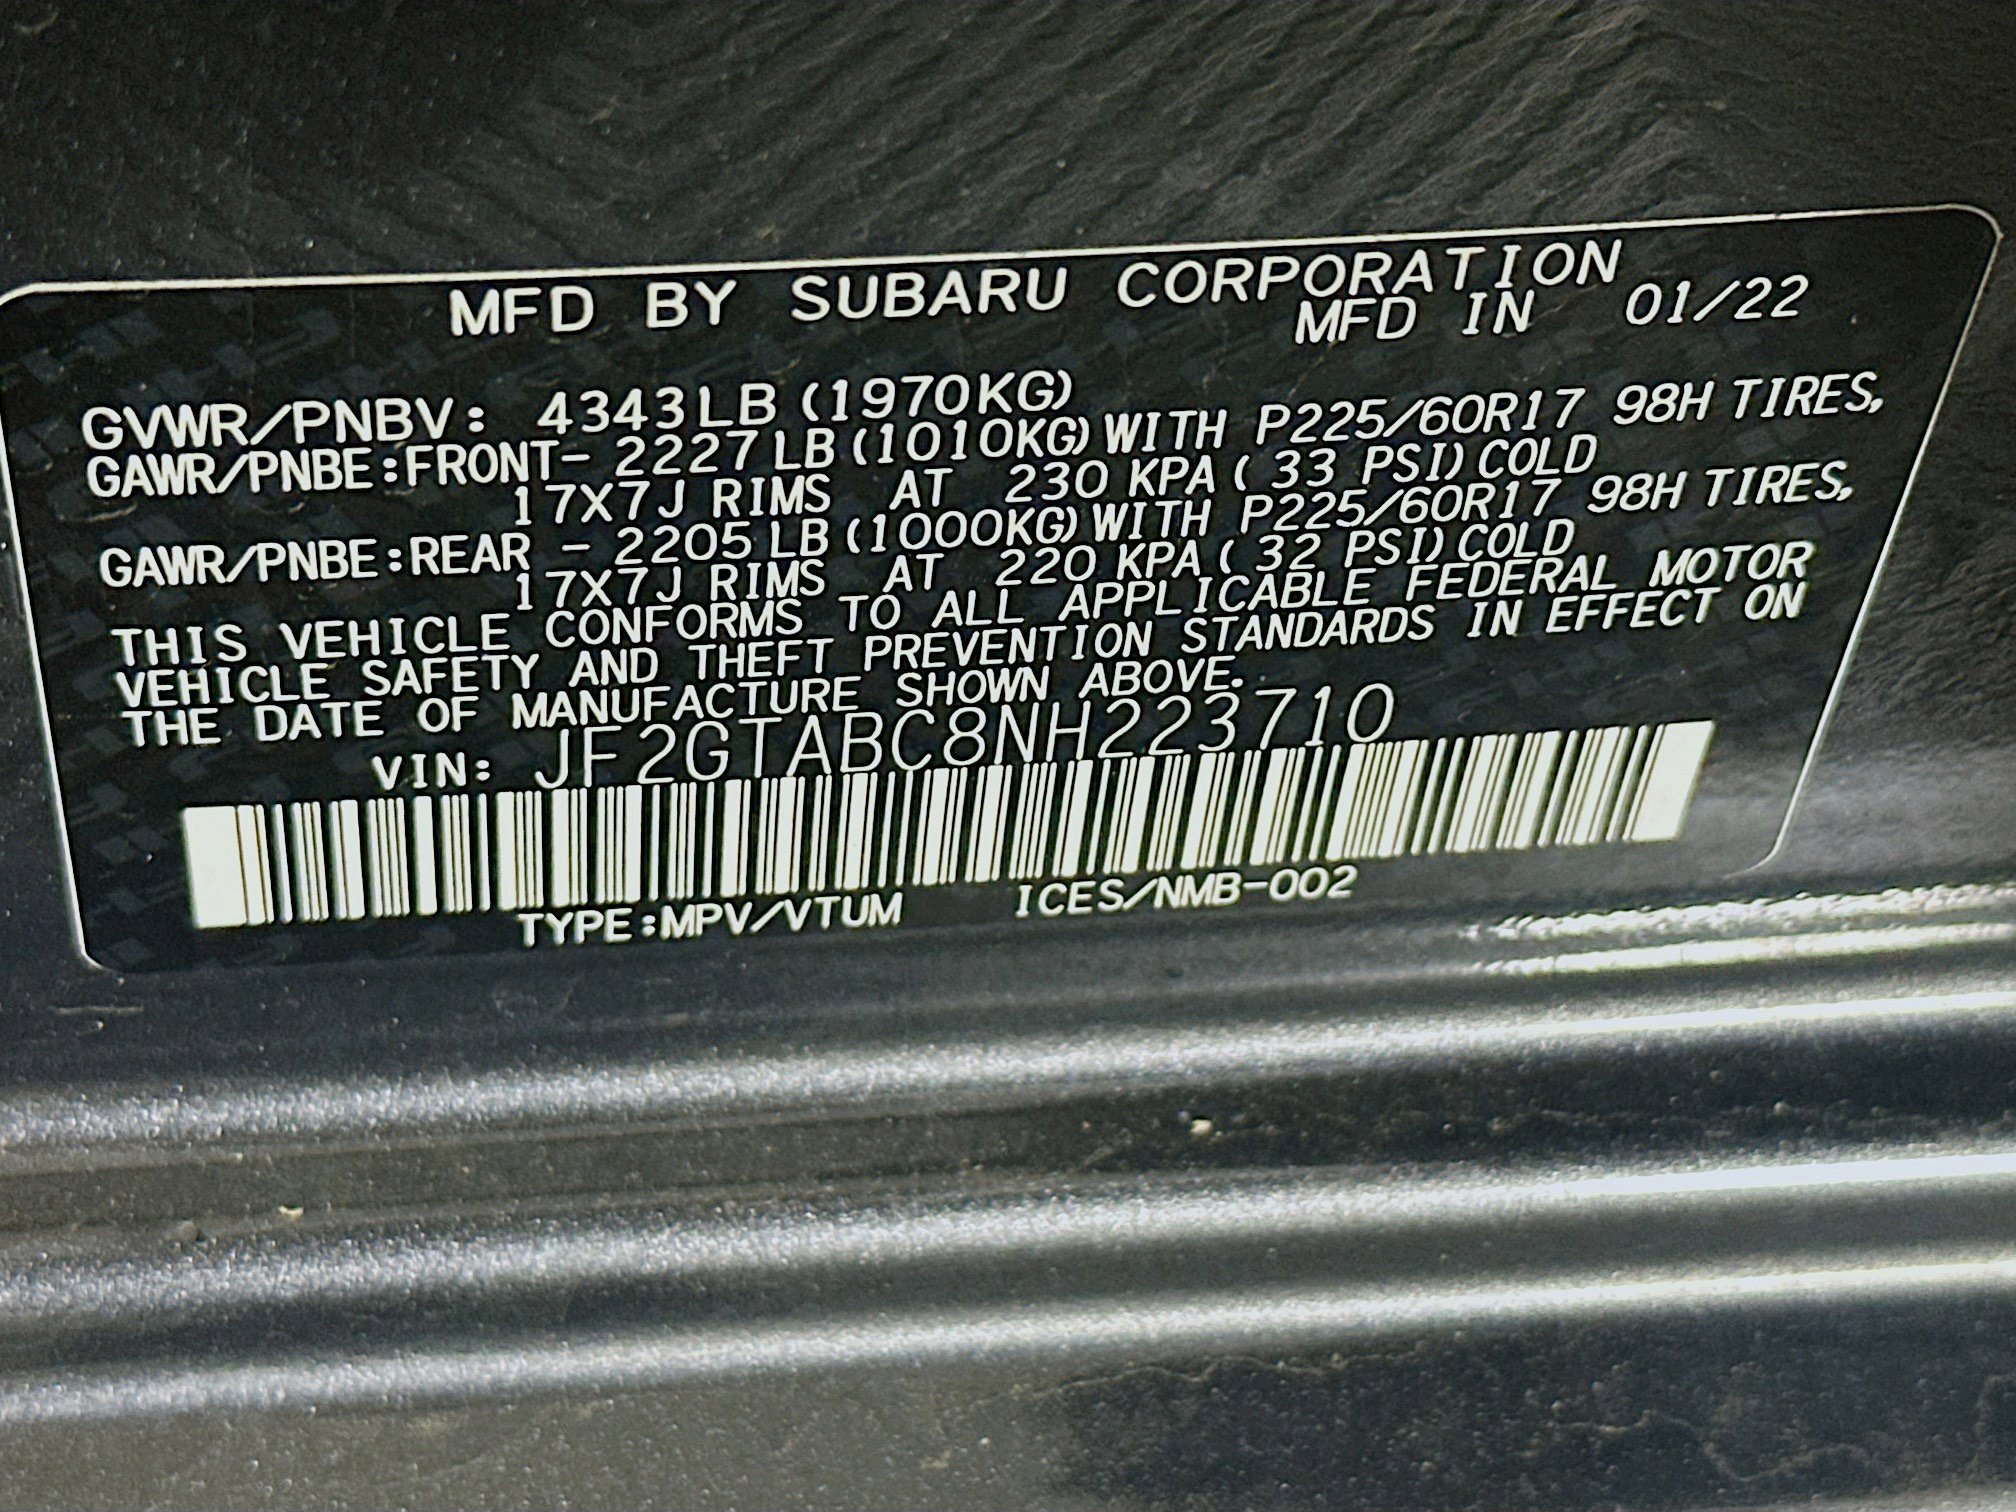 MFD BY SUBARU CORPORATION
MFD IN 01/22
GVWR/PNBV: 4343LB (1970KG)
GAWR/PNBE:FRONT- 2227LB (1010KG) WITH P225/60R17 98H TIRES,
17X7J RIMS AT 230 KPA ( 33 PSI) COLD
GAWR/PNBE:REAR - 2205LB (1000KG) WITH P225/60R17 98H TIRES,
17X7J RIMS AT 220 KPA ( 32 PSI) COLD
THIS VEHICLE CONFORMS TO ALL APPLICABLE FEDERAL MOTOR
VEHICLE SAFETY AND THEFT PREVENTION STANDARDS IN EFFECT ON
THE DATE OF MANUFACTURE SHOWN ABOVE.
VIN: JF2GTABC8NH223710
TYPE:MPV/VTUM ICES/NMB-002